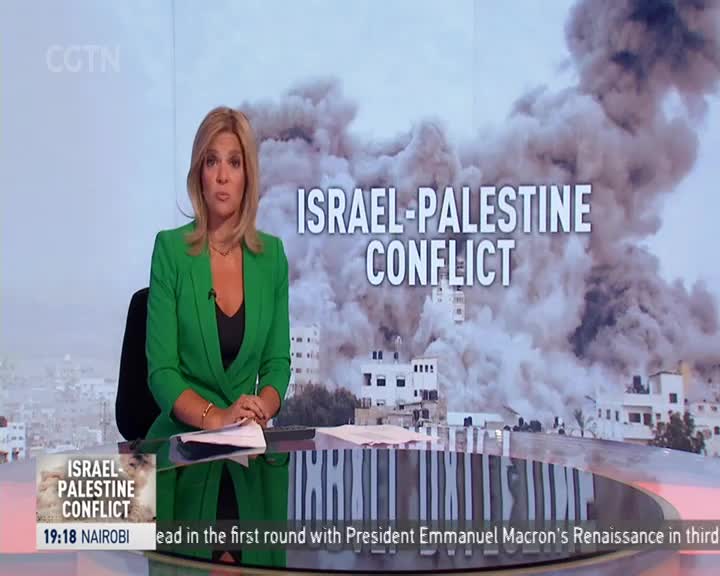 CGTN
ISRAEL-PALESTINE
CONFLICT
ISRAEL-
PALESTINE
CONFLICT
19:18 NAIROBI
ead in the first round with President Emmanuel Macron's Renaissance in third